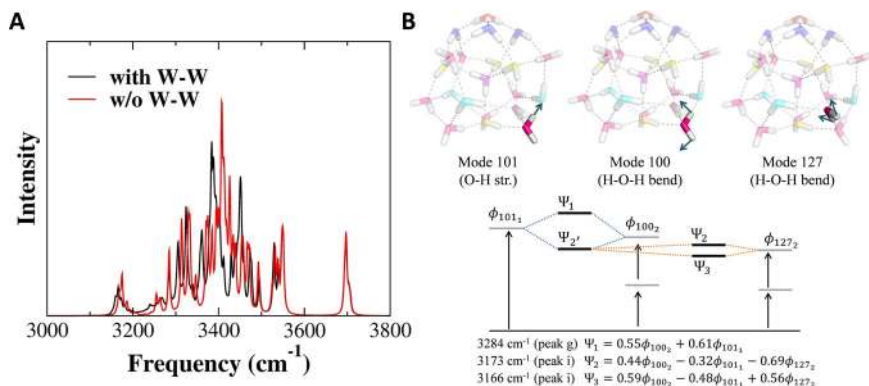 A
with W-W
w/o W-W
Intensity
3000 3200 3400 3600 3800
Frequency (cm⁻¹)
B
Mode 101
(O-H str.)
Mode 100
(H-O-H bend)
Mode 127
(H-O-H bend)
ϕ101₁
Ψ₁
Ψ₂'
ϕ100₂
Ψ₂
Ψ₃
ϕ127₂
3284 cm⁻¹ (peak g) Ψ₁ = 0.55ϕ100₂ + 0.61ϕ101₁
3173 cm⁻¹ (peak i) Ψ₂ = 0.44ϕ100₂ − 0.32ϕ101₁ − 0.69ϕ127₂
3166 cm⁻¹ (peak i) Ψ₃ = 0.59ϕ100₂ − 0.48ϕ101₁ + 0.56ϕ127₂